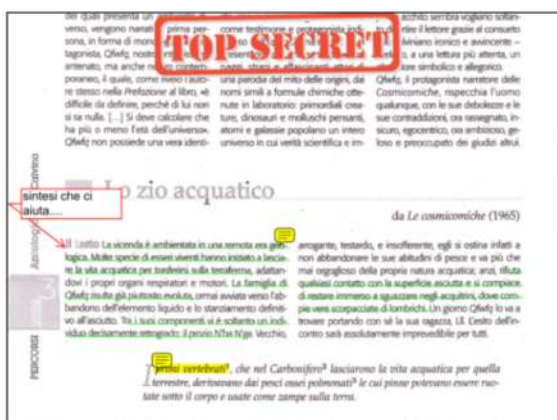 dei quali presenta un
verso, vengono narrati prima per-
sona, in forma di
tagonista, Qfwfq, nostro
antenato, ma anche nostro contem-
poraneo, il quale, come rivela l'auto-
re stesso nella Prefazione al libro, «è
difficile da definire, perché di lui non
si sa nulla. [...] Si deve calcolare che
ha più o meno l'età dell'universo».
Qfwfq non possiede una vera identi-
come testimone e protagonista
una parodia del mito delle origini, dai
nomi simili a formule chimiche otte-
nute in laboratorio: primordiali crea-
ture, dinosauri e molluschi pensanti,
atomi e galassie popolano un intero
universo in cui verità scientifica e im-
acchito sembra vogliano soltan-
tire il lettore grazie al consueto
calviniano ironico e avvincente –
a una lettura più attenta, un
simbolico e allegorico.
Qfwfq, il protagonista narratore delle
Cosmicomiche, rispecchia l'uomo
qualunque, con le sue debolezze e le
sue contraddizioni, ora rassegnato, in-
sicuro, egocentrico, ora ambizioso, ge-
loso e preoccupato dei giudizi altrui.
TOP SECRET
Lo zio acquatico
da Le cosmicomiche (1965)
sintesi che ci
aiuta....
Il testo La vicenda è ambientata in una remota era geo-
logica. Molte specie di esseri viventi hanno iniziato a lascia-
re la vita acquatica per trasferirsi sulla terraferma, adattan-
dovi i propri organi respiratori e motori. La famiglia di
Qfwfq risulta già piuttosto evoluta, ormai avviata verso l'ab-
bandono dell'elemento liquido e lo stanziamento definiti-
vo all'asciutto. Tra i suoi componenti vi è soltanto un indi-
viduo decisamente retrogrado: il prozio N'ba N'ga. Vecchio,
arrogante, testardo, e insofferente, egli si ostina infatti a
non abbandonare le sue abitudini di pesce e va più che
mai orgoglioso della propria natura acquatica; anzi, rifiuta
qualsiasi contatto con la superficie asciutta e si compiace
di restare immerso a sguazzare negli acquitrini, dove com-
pie vere scorpacciate di lombrichi. Un giorno Qfwfq lo va a
trovare portando con sé la sua ragazza, Lll. L'esito dell'in-
contro sarà assolutamente imprevedibile per tutti.
Calvino
3
PERCORSI
I primi vertebrati¹, che nel Carbonifero² lasciarono la vita acquatica per quella
terrestre, derivavano dai pesci ossei polmonati³ le cui pinne potevano essere ruo-
tate sotto il corpo e usate come zampe sulla terra.